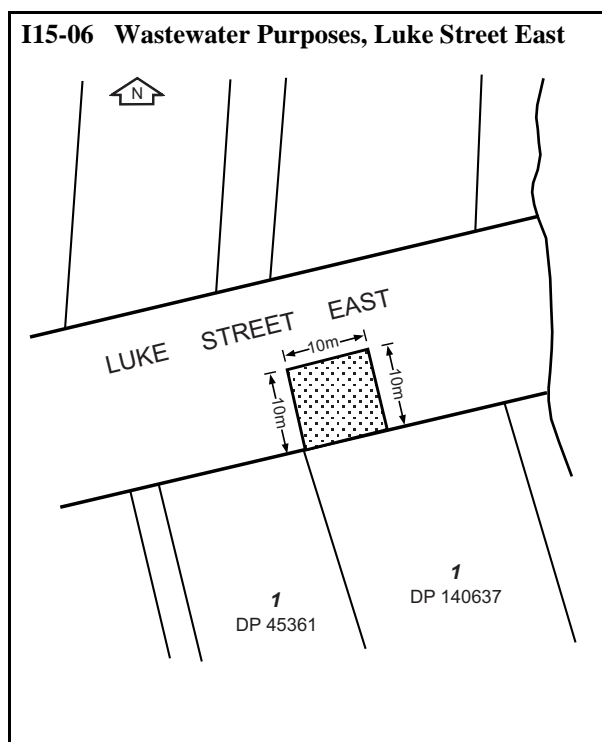 I15-06 Wastewater Purposes, Luke Street East
N
LUKE STREET EAST
10m
10m
10m
1
DP 45361
1
DP 140637